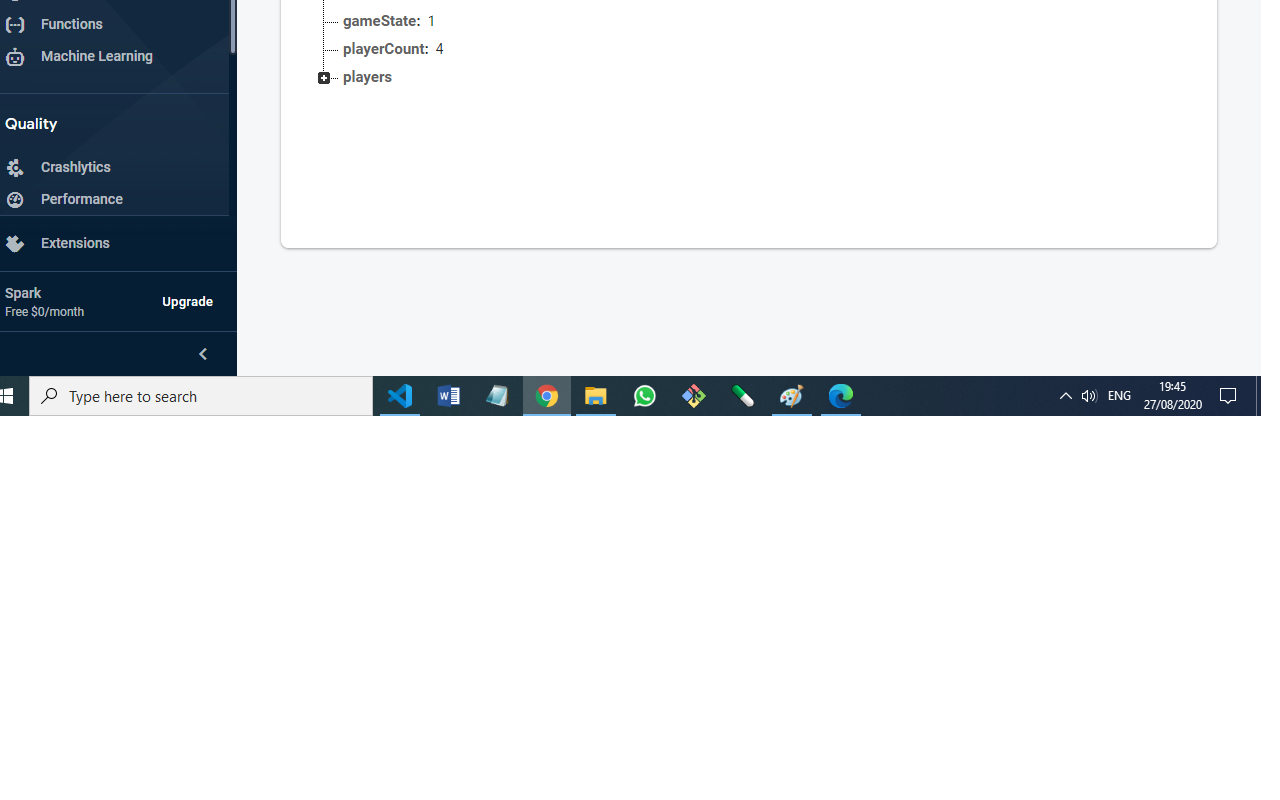 Functions
Machine Learning
Quality
Crashlytics
Performance
Extensions
Spark
Free $0/month
Upgrade
gameState: 1
playerCount: 4
players
Type here to search
W
ENG
19:45
27/08/2020